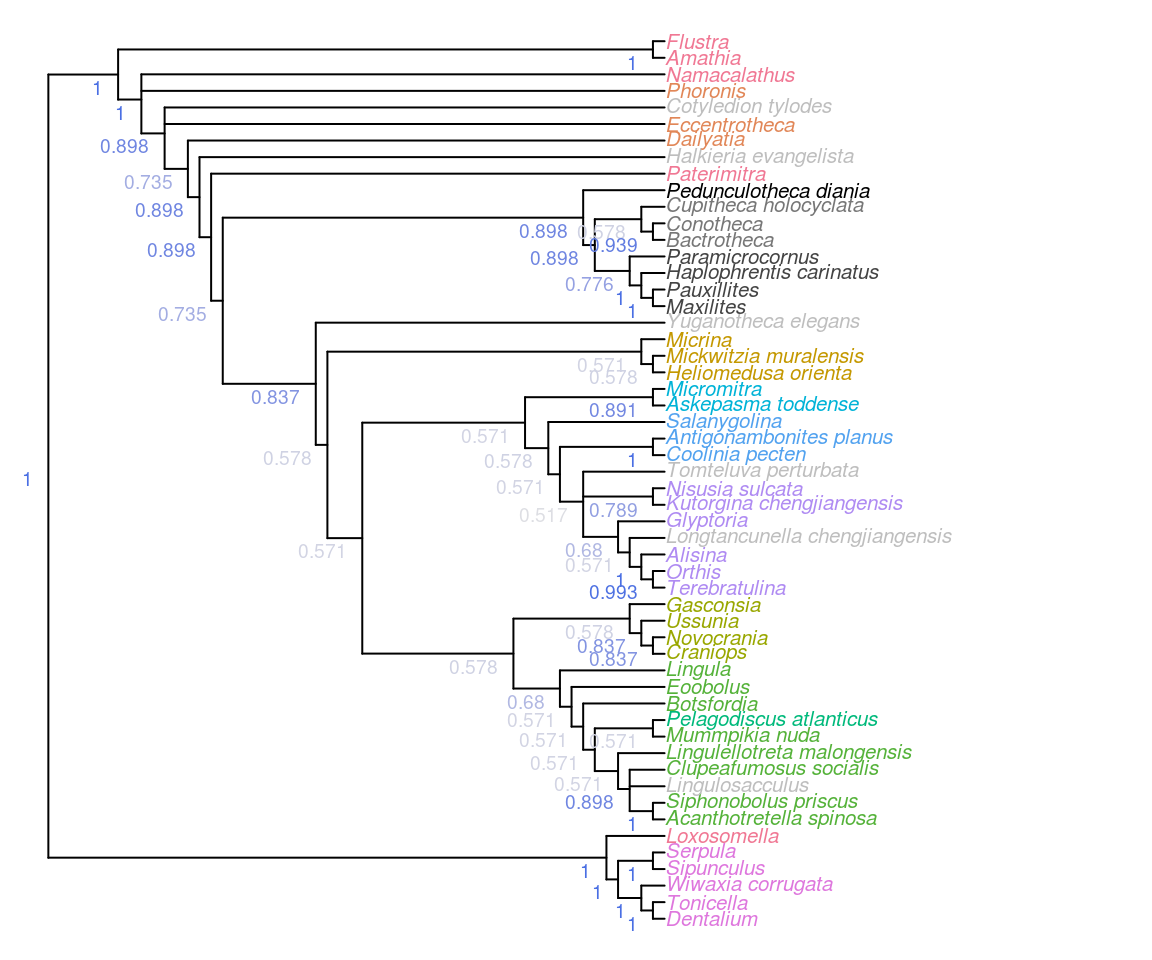 Flustra
Amathia
1
Namacalathus
1
Phoronis
Cotyledion tylodes
1
Eccentrotheca
Dailyatia
0.898
Halkieria evangelista
Paterimitra
0.735
Pedunculotheca diania
Cupitheca holocyclata
0.898
Conotheca
0.898
0.578
Bactrotheca
0.939
0.898
Paramicrocornus
0.898
Haplophrentis carinatus
0.776
Pauxillites
1
Maxilites
1
0.735
Yuganotheca elegans
Micrina
Mickwitzia muralensis
0.571
Heliomedusa orienta
0.578
Micromitra
0.837
Askepasma toddense
0.891
Salanygolina
0.571
Antigonambonites planus
Coolinia pecten
0.578
0.578
1
Tomteluva perturbata
1
0.571
Nisusia sulcata
Kutorgina chengjiangensis
0.789
0.517
Glyptoria
Longtancunella chengjiangensis
0.68
0.571
Alisina
0.571
Orthis
1
Terebratulina
0.993
Gasconsia
Ussunia
0.578
Novocrania
0.837
Craniops
0.837
0.578
Lingula
Eoobolus
0.68
Botsfordia
0.571
Pelagodiscus atlanticus
Mummpikia nuda
0.571
0.571
Lingulellotreta malongensis
0.571
Clupeafumosus socialis
0.571
Lingulosacculus
0.898
Siphonobolus priscus
Acanthotretella spinosa
1
Loxosomella
Serpula
Sipunculus
1
1
Wiwaxia corrugata
1
Tonicella
1
Dentalium
1